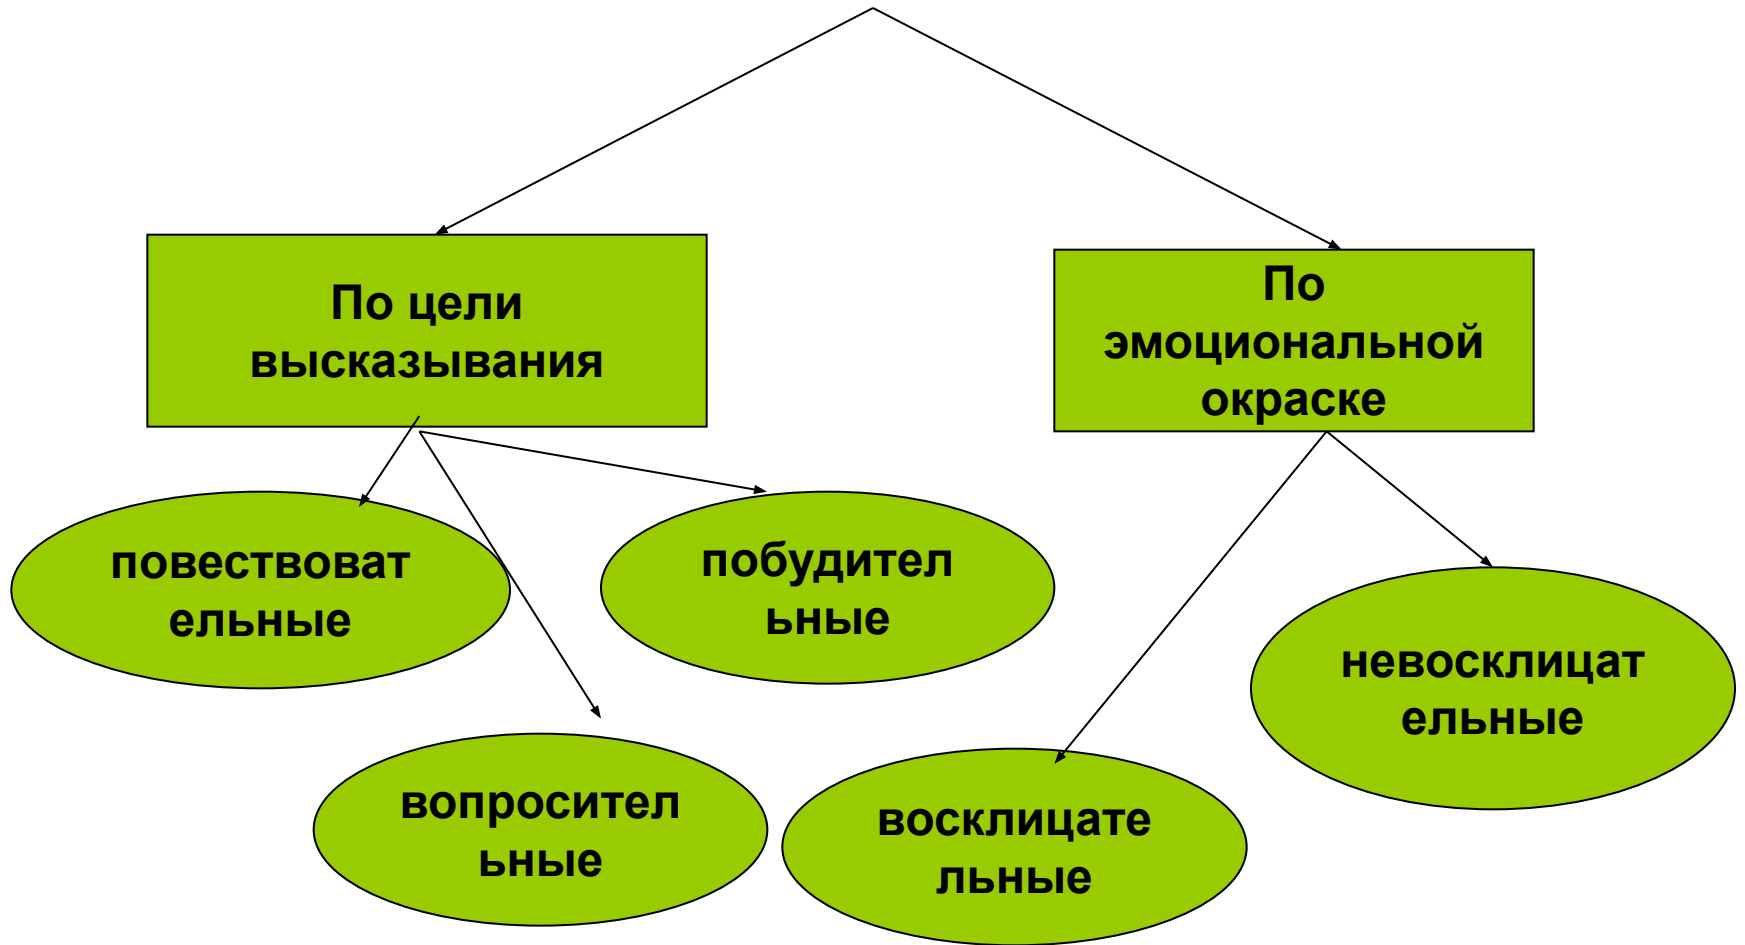 По цели
высказывания
По
эмоциональной
окраске
повествоват
ельные
побудител
ьные
невосклицат
ельные
вопросител
ьные
восклицате
льные